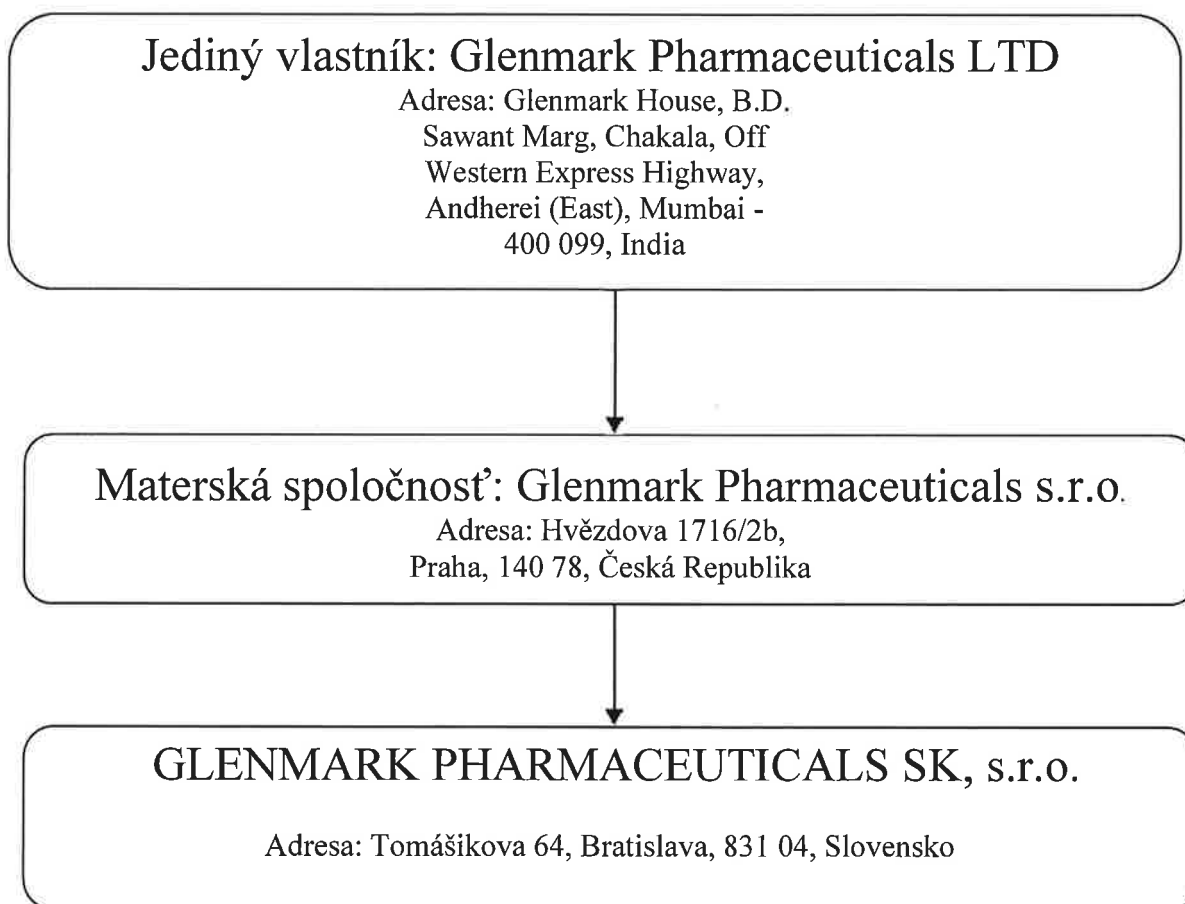 Jediný vlastník: Glenmark Pharmaceuticals LTD
Adresa: Glenmark House, B.D.
Sawant Marg, Chakala, Off
Western Express Highway,
Andherei (East), Mumbai -
400 099, India
Materská spoločnosť: Glenmark Pharmaceuticals s.r.o.
Adresa: Hvězdova 1716/2b,
Praha, 140 78, Česká Republika
GLENMARK PHARMACEUTICALS SK, s.r.o.
Adresa: Tomášikova 64, Bratislava, 831 04, Slovensko